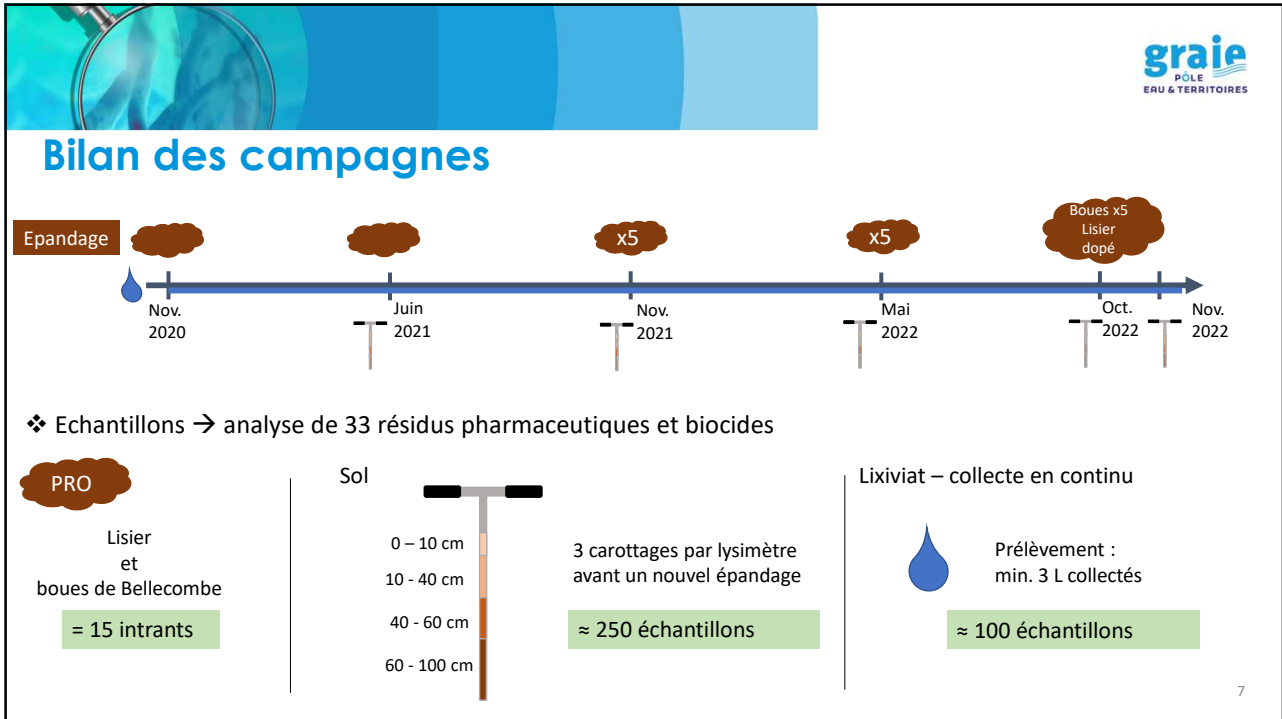 graie
PÔLE
EAU & TERRITOIRES
Bilan des campagnes
Epandage
x5
x5
Boues x5
Lisier
dopé
Nov.
2020
Juin
2021
Nov.
2021
Mai
2022
Oct.
2022
Nov.
2022
❖ Echantillons → analyse de 33 résidus pharmaceutiques et biocides
PRO
Lisier
et
boues de Bellecombe
= 15 intrants
Sol
0 – 10 cm
10 - 40 cm
40 - 60 cm
60 - 100 cm
3 carottages par lysimètre
avant un nouvel épandage
≈ 250 échantillons
Lixiviat – collecte en continu
Prélèvement :
min. 3 L collectés
≈ 100 échantillons
7